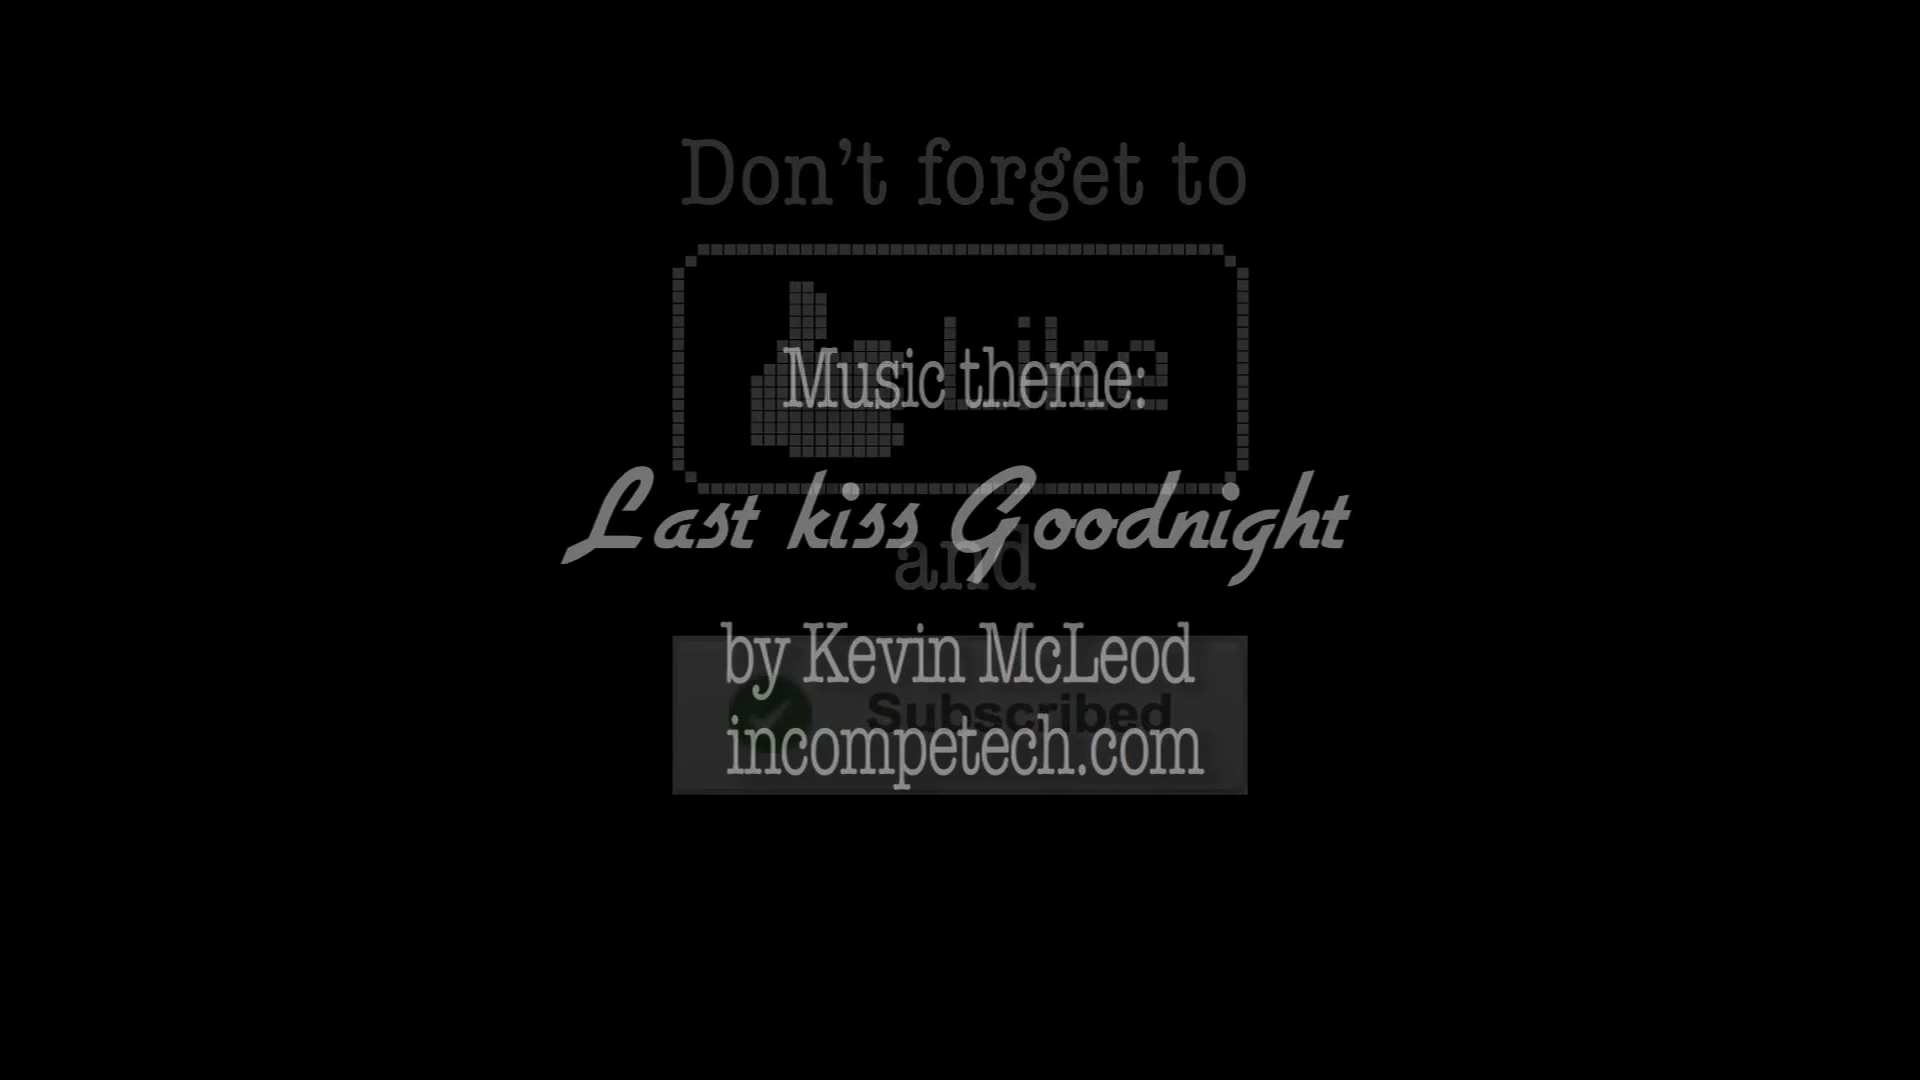 Don't forget to
Like
Music theme:
Last kiss Goodnight
and
by Kevin McLeod
Subscribed
incompetech.com